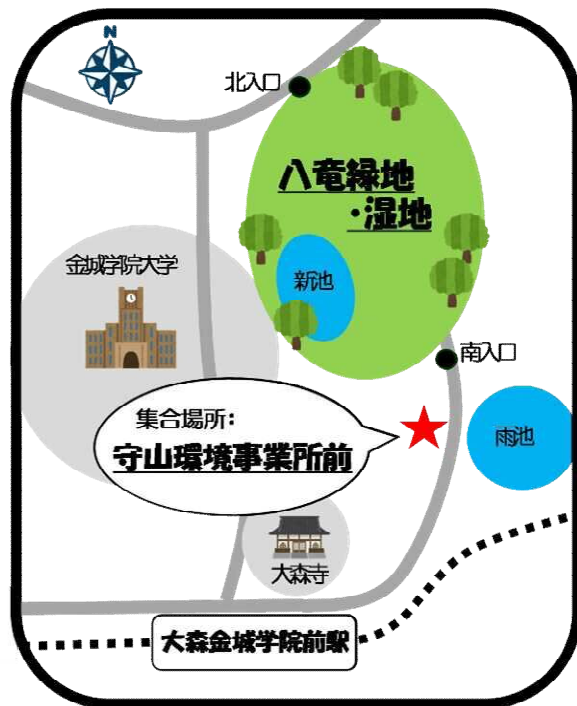 N
北入口
八竜緑地
・湿地
金城学院大学
新池
南入口
集合場所:
守山環境事業所前
雨池
大森寺
大森金城学院前駅